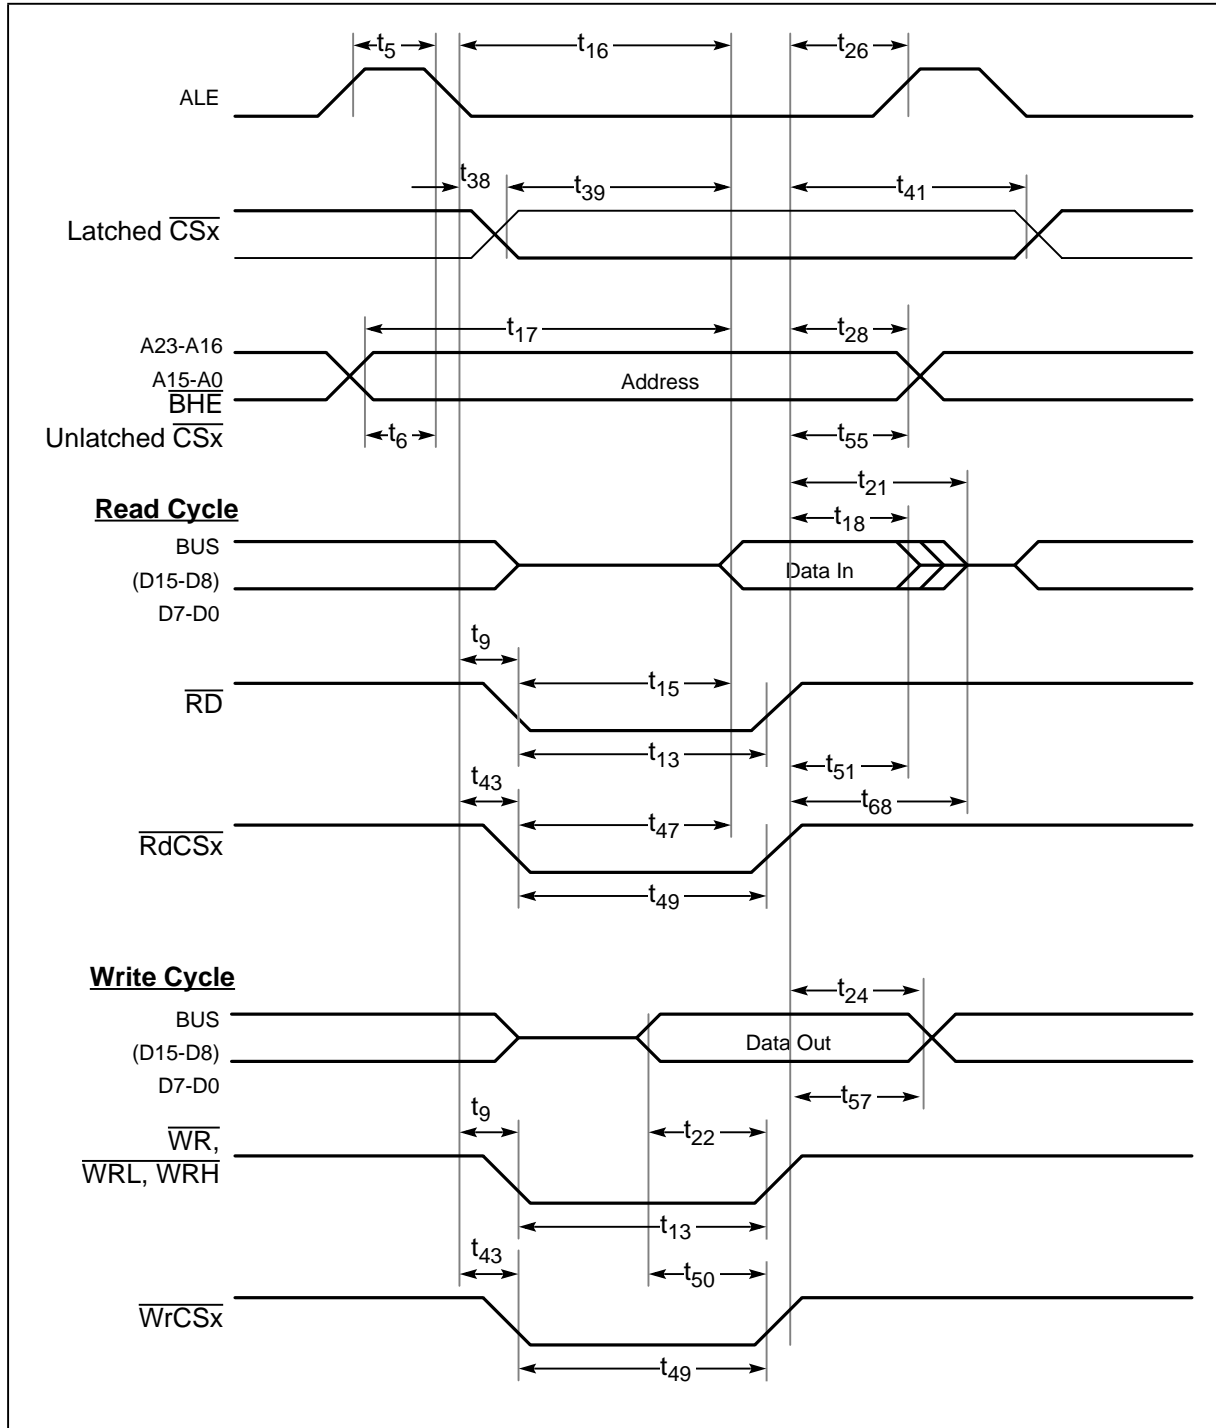 t5 t16 t26
ALE
t38 t39 t41
Latched CSx
t17 t28
A23-A16
A15-A0 Address
BHE
Unlatched CSx t6 t55
t21
Read Cycle t18
BUS
(D15-D8) Data In
D7-D0
t9
t15
RD
t13 t51
t43 t68
t47
RdCSx
t49
Write Cycle
t24
BUS
(D15-D8) Data Out
D7-D0
t57
t9 t22
WR,
WRL, WRH
t13
t43 t50
WrCSx
t49